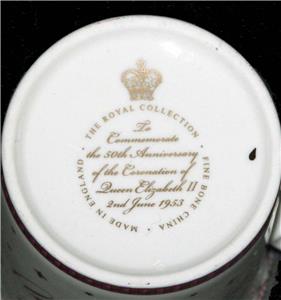 THE ROYAL COLLECTION
To
Commemorate
the 50th Anniversary
of the Coronation of
Queen Elizabeth II
2nd June 1953
MADE IN ENGLAND · FINE BONE CHINA ·